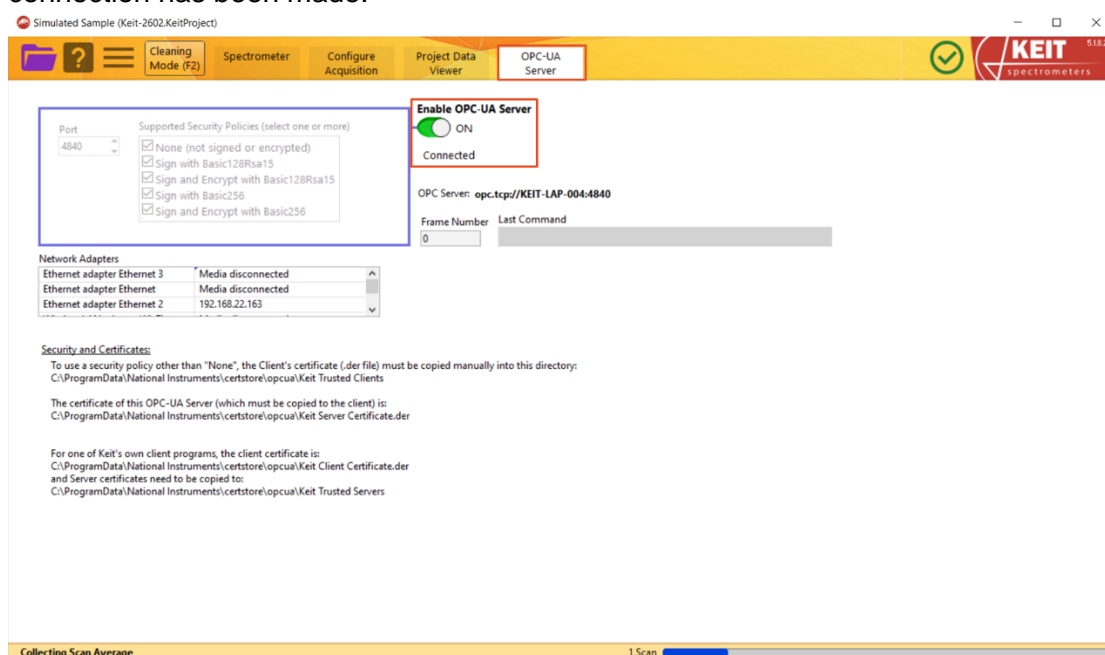 connection has been made.
Simulated Sample (Keit-2602.KeitProject)
Cleaning
Mode (F2)
Spectrometer
Configure
Acquisition
Project Data
Viewer
OPC-UA
Server
KEIT
spectrometers
5.1.8.2
Enable OPC-UA Server
ON
Connected
Port
4840
Supported Security Policies (select one or more)
None (not signed or encrypted)
Sign with Basic128Rsa15
Sign and Encrypt with Basic128Rsa15
Sign with Basic256
Sign and Encrypt with Basic256
OPC Server: opc.tcp://KEIT-LAP-004:4840
Frame Number
Last Command
0
Network Adapters
Ethernet adapter Ethernet 3 Media disconnected
Ethernet adapter Ethernet Media disconnected
Ethernet adapter Ethernet 2 192.168.22.163
Security and Certificates:
To use a security policy other than "None", the Client's certificate (.der file) must be copied manually into this directory:
C:\ProgramData\National Instruments\certstore\opcua\Keit Trusted Clients
The certificate of this OPC-UA Server (which must be copied to the client) is:
C:\ProgramData\National Instruments\certstore\opcua\Keit Server Certificate.der
For one of Keit's own client programs, the client certificate is:
C:\ProgramData\National Instruments\certstore\opcua\Keit Client Certificate.der
and Server certificates need to be copied to:
C:\ProgramData\National Instruments\certstore\opcua\Keit Trusted Servers
Collecting Scan Average
1 Scan